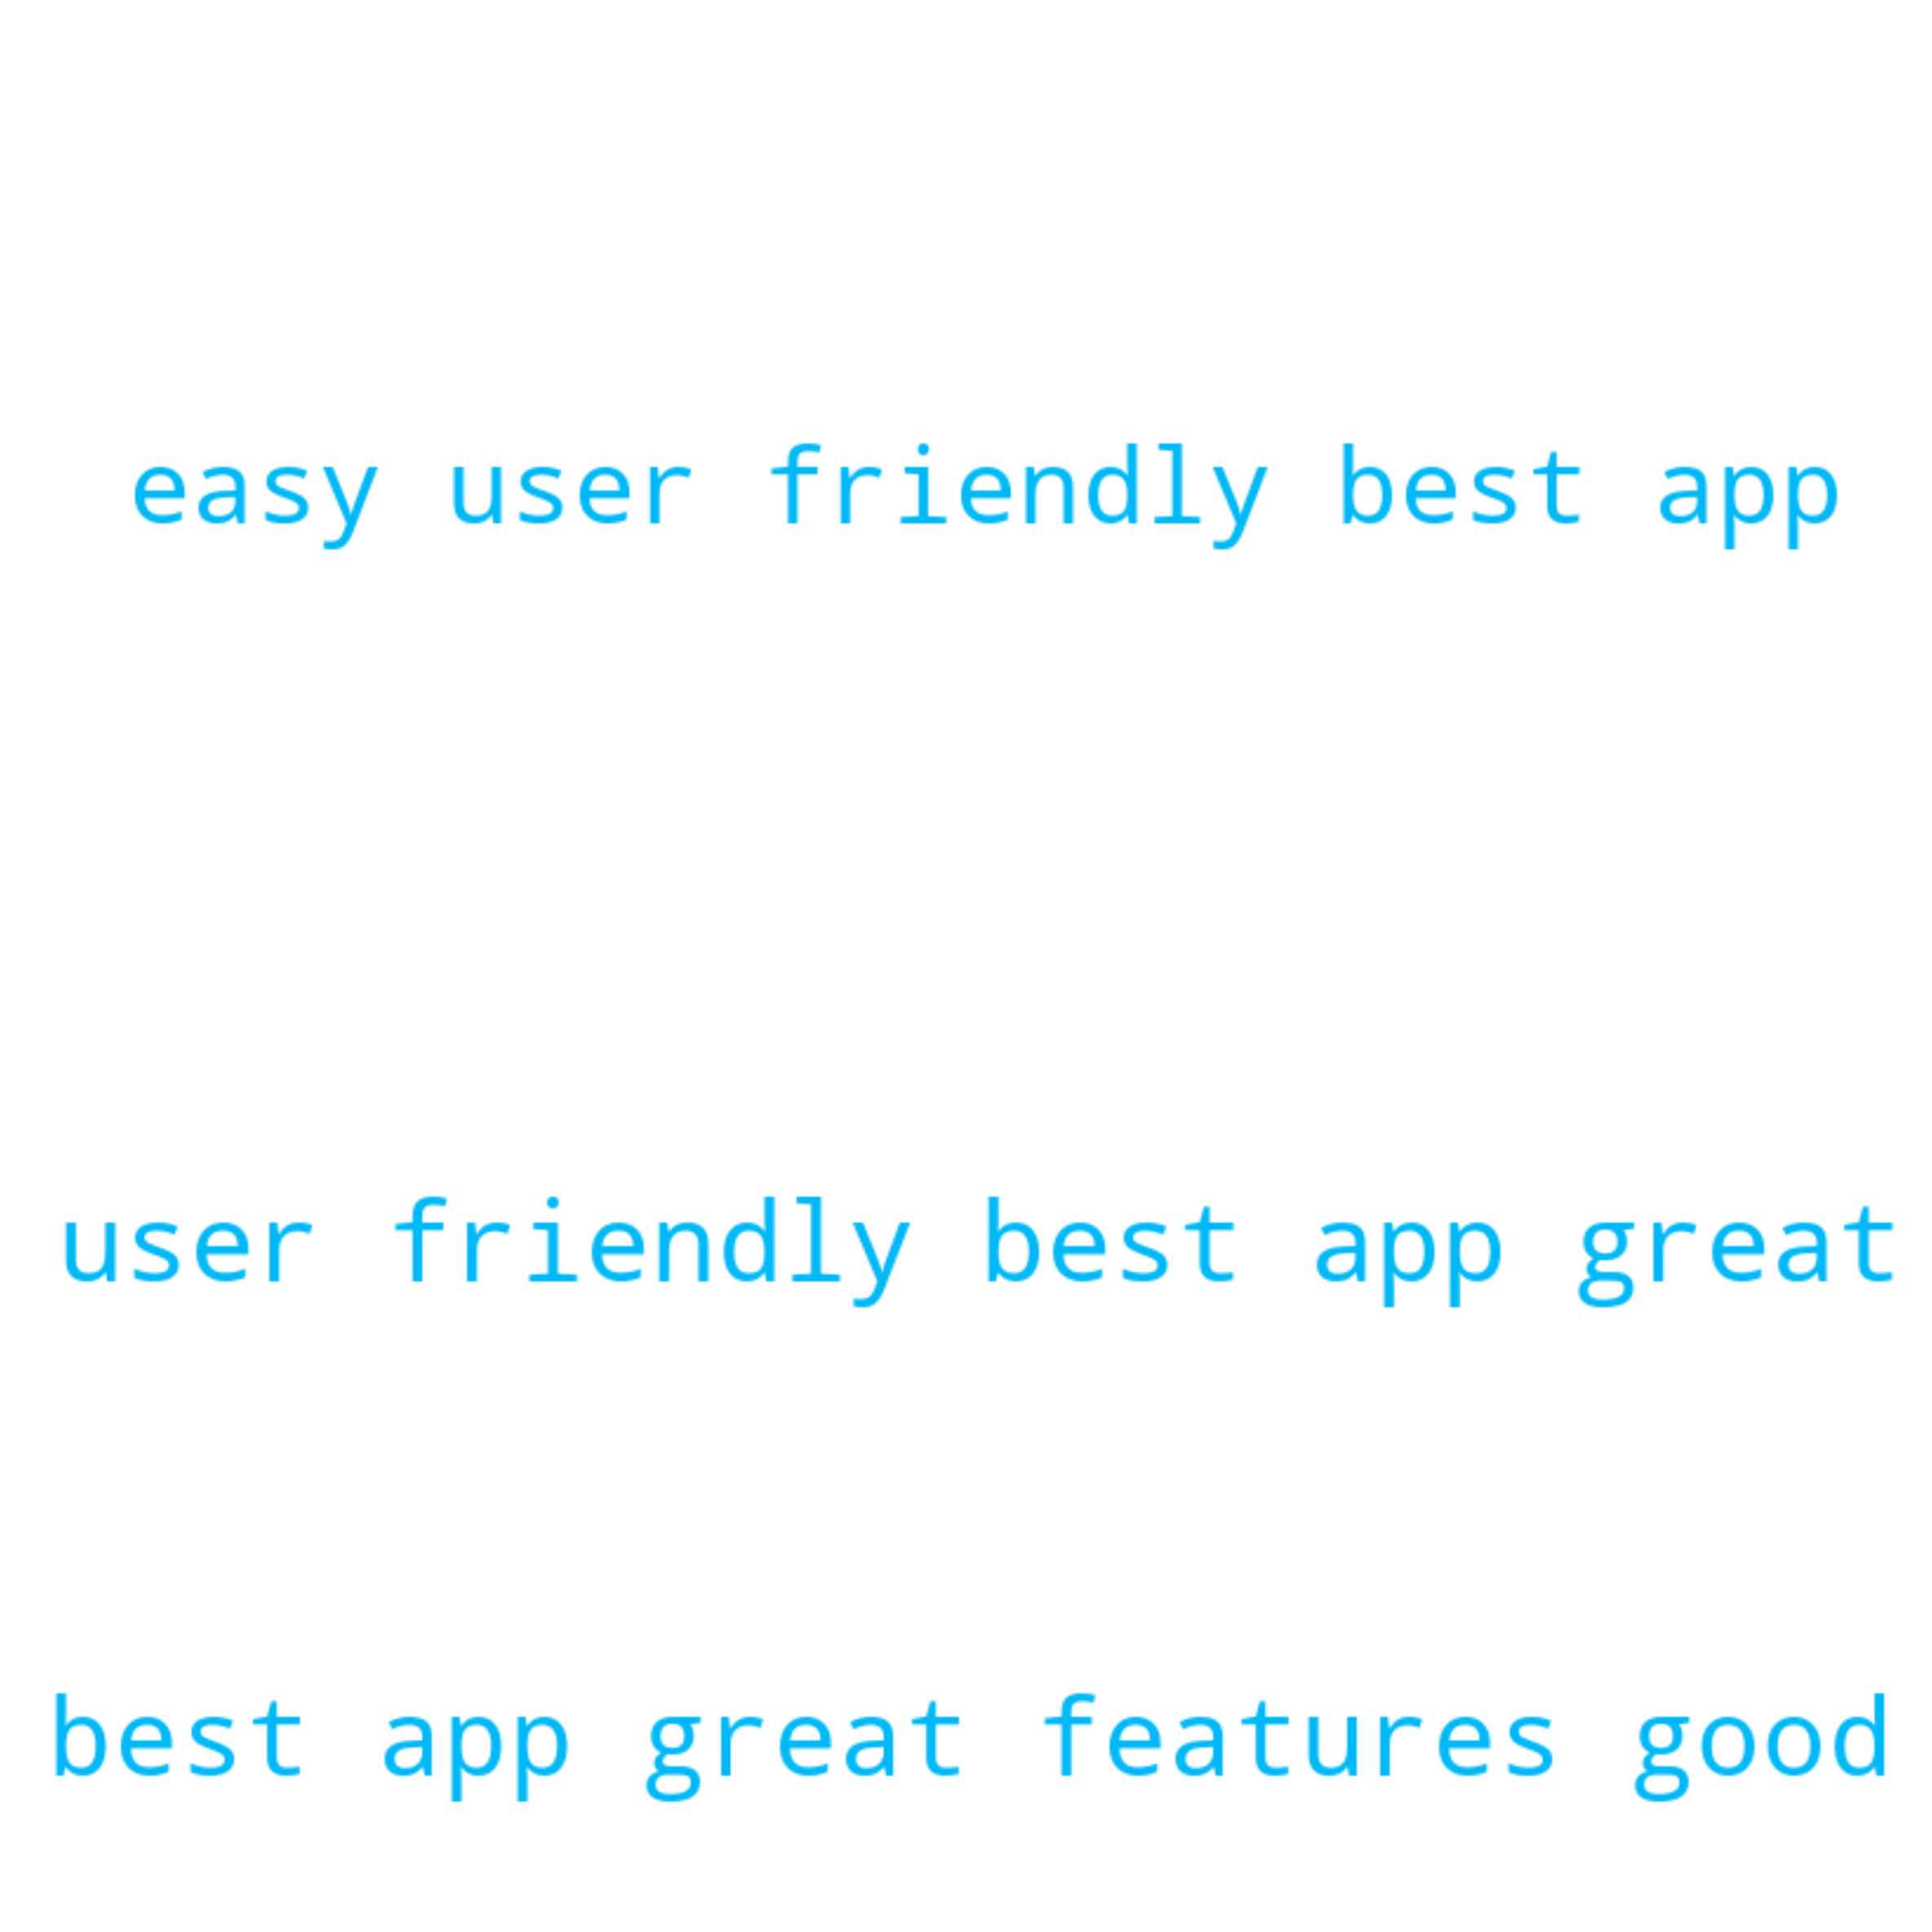 easy user friendly best app
user friendly best app great
best app great features good